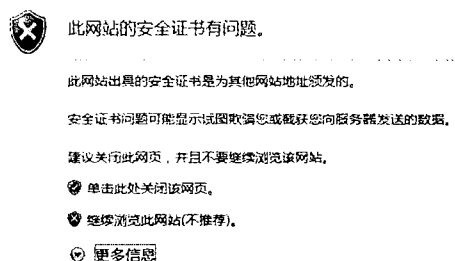 此网站的安全证书有问题。
此网站出具的安全证书是为其他网站地址颁发的。
安全证书问题可能显示试图欺骗您或截获您向服务器发送的数据。
建议关闭此网页，并且不要继续浏览该网站。
单击此处关闭该网页。
继续浏览此网站(不推荐)。
更多信息